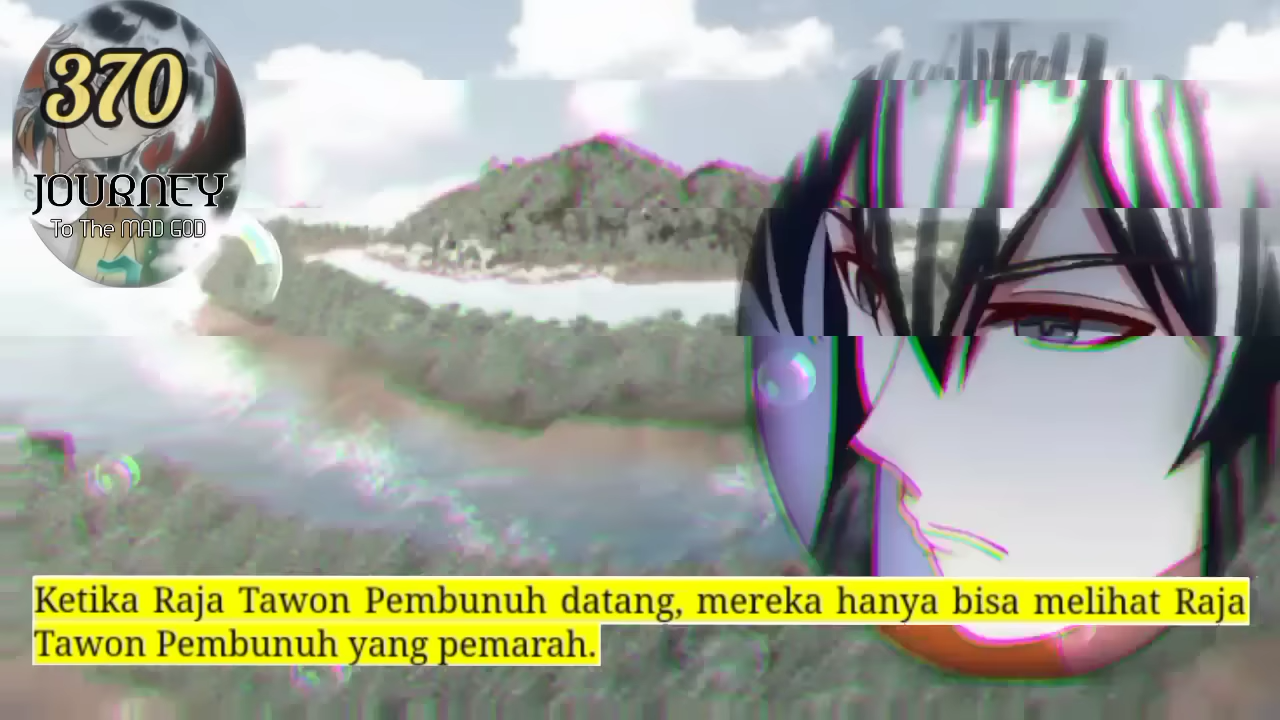 370
JOURNEY
To The MAD GOD
Ketika Raja Tawon Pembunuh datang, mereka hanya bisa melihat Raja
Tawon Pembunuh yang pemarah.